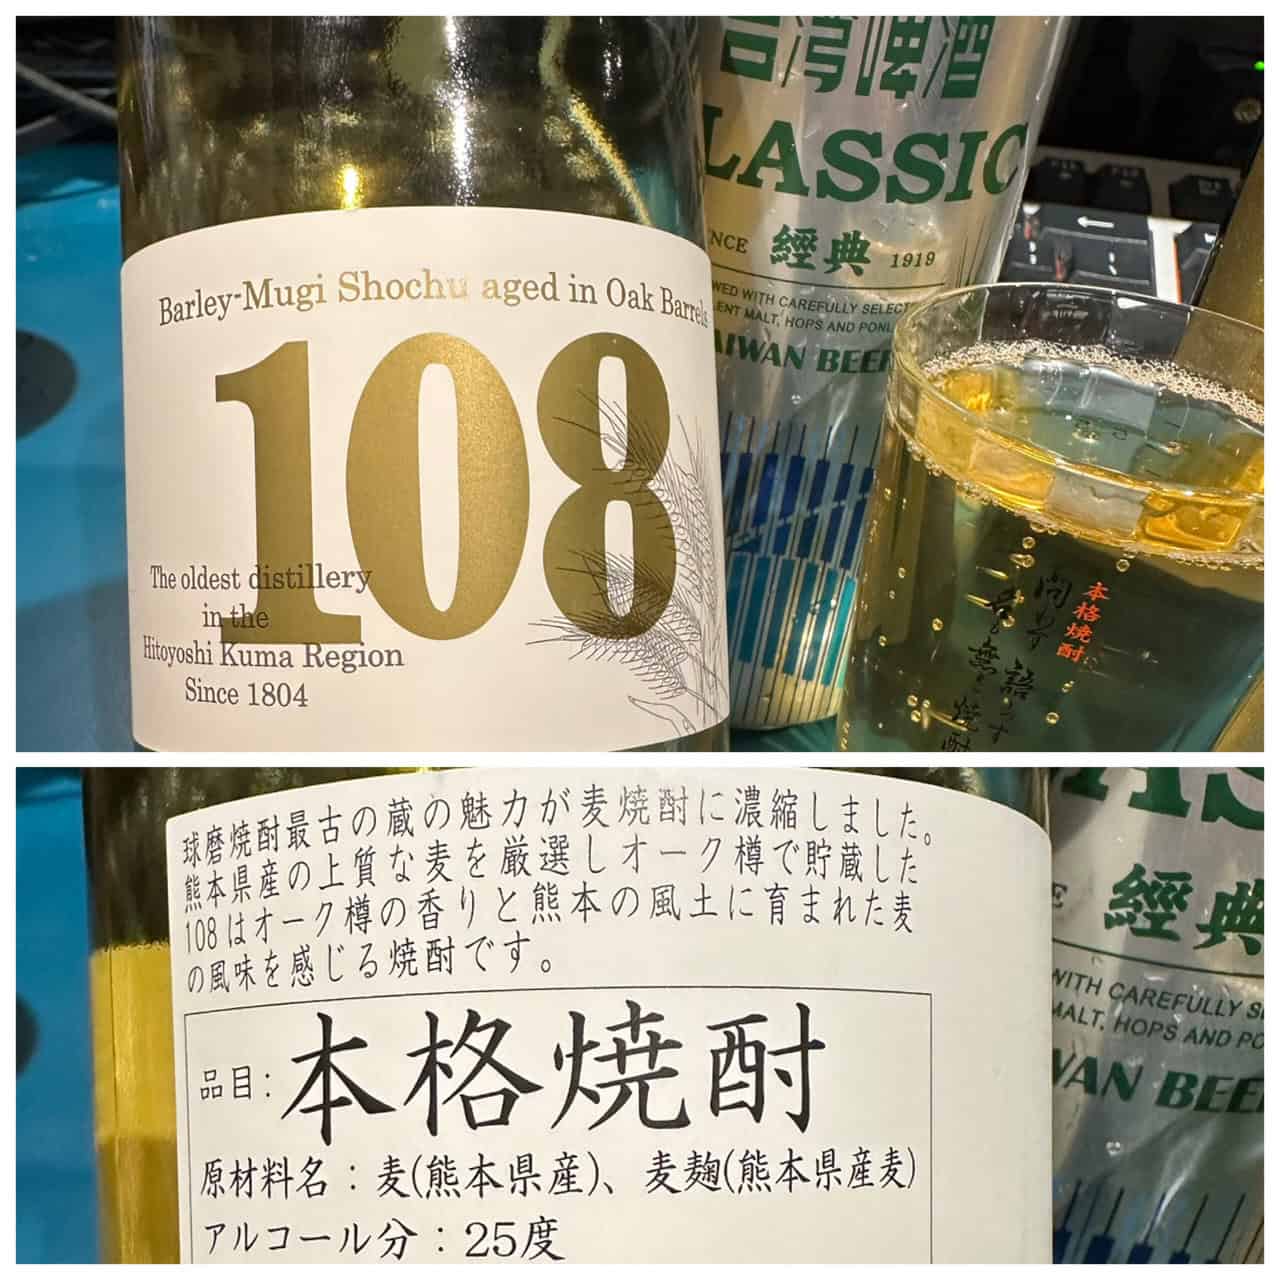 Barley-Mugi Shochu aged in Oak Barrels
108
The oldest distillery
in the
Hitoyoshi Kuma Region
Since 1804
台灣啤酒
LASSIC
NCE 經典 1919
WED WITH CAREFULLY SELECT
LENT MALT, HOPS AND PONL
AIWAN BEER
本格焼酎
球磨焼酎最古の蔵の魅力が麦焼酎に濃縮しました。
熊本県産の上質な麦を厳選しオーク樽で貯蔵した
108はオーク樽の香りと熊本の風土に育まれた麦
の風味を感じる焼酎です。
品目:本格焼酎
原材料名:麦(熊本県産)、麦麹(熊本県産麦)
アルコール分:25度
AS
E 經典
WITH CAREFULLY S
MALT, HOPS AND PO
WAN BEE